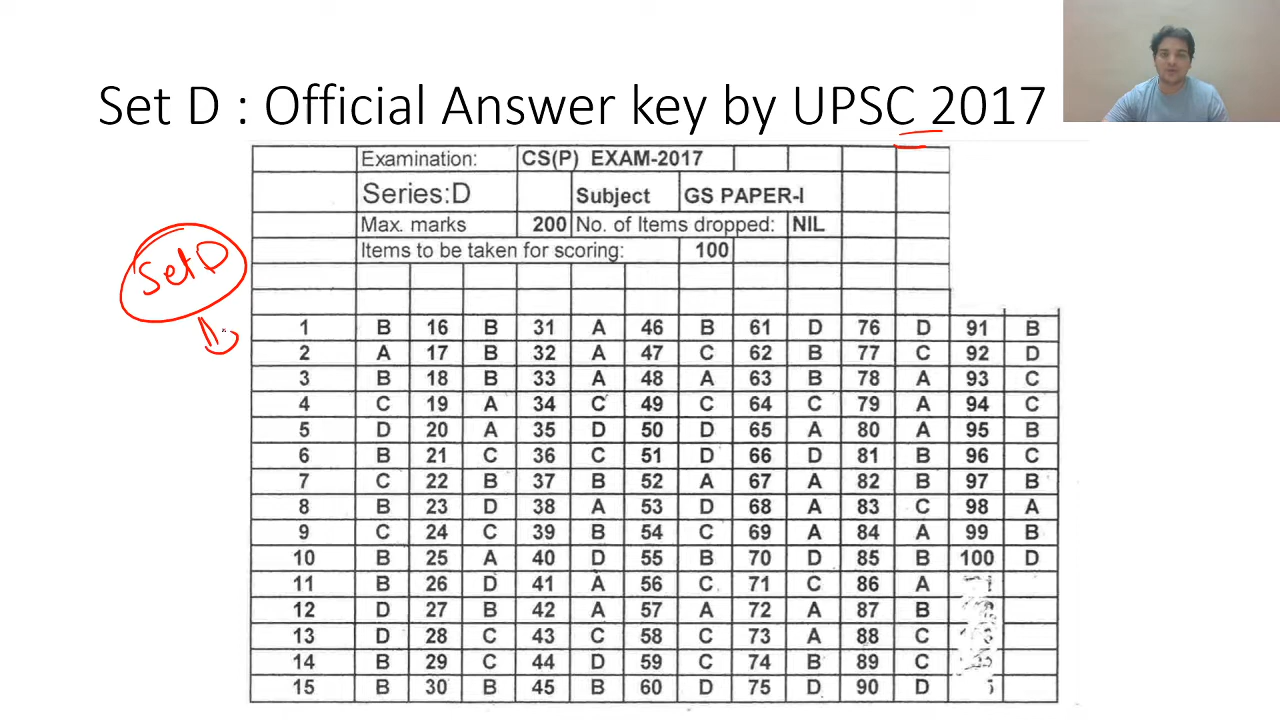 Set D : Official Answer key by UPSC 2017
Examination: CS(P) EXAM-2017
Series:D Subject GS PAPER-I
Max. marks 200 No. of Items dropped: NIL
Items to be taken for scoring: 100
Set D
1 B 16 B 31 A 46 B 61 D 76 D 91 B
2 A 17 B 32 A 47 C 62 B 77 C 92 D
3 B 18 B 33 A 48 A 63 B 78 A 93 C
4 C 19 A 34 C 49 C 64 C 79 A 94 C
5 D 20 A 35 D 50 D 65 A 80 A 95 B
6 B 21 C 36 C 51 D 66 D 81 B 96 C
7 C 22 B 37 B 52 A 67 A 82 B 97 B
8 B 23 D 38 A 53 D 68 A 83 C 98 A
9 C 24 C 39 B 54 C 69 A 84 A 99 B
10 B 25 A 40 D 55 B 70 D 85 B 100 D
11 B 26 D 41 A 56 C 71 C 86 A
12 D 27 B 42 A 57 A 72 A 87 B
13 D 28 C 43 C 58 C 73 A 88 C
14 B 29 C 44 D 59 C 74 B 89 C
15 B 30 B 45 B 60 D 75 D 90 D